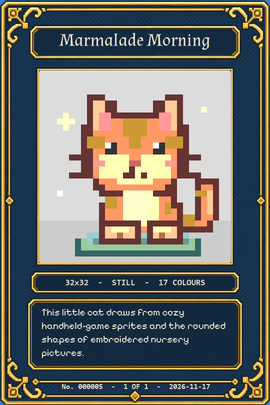 Marmalade Morning
32x32 - STILL - 17 COLOURS
This little cat draws from cozy
handheld-game sprites and the rounded
shapes of embroidered nursery
pictures.
No. 000005 - 1 OF 1 - 2026-11-17